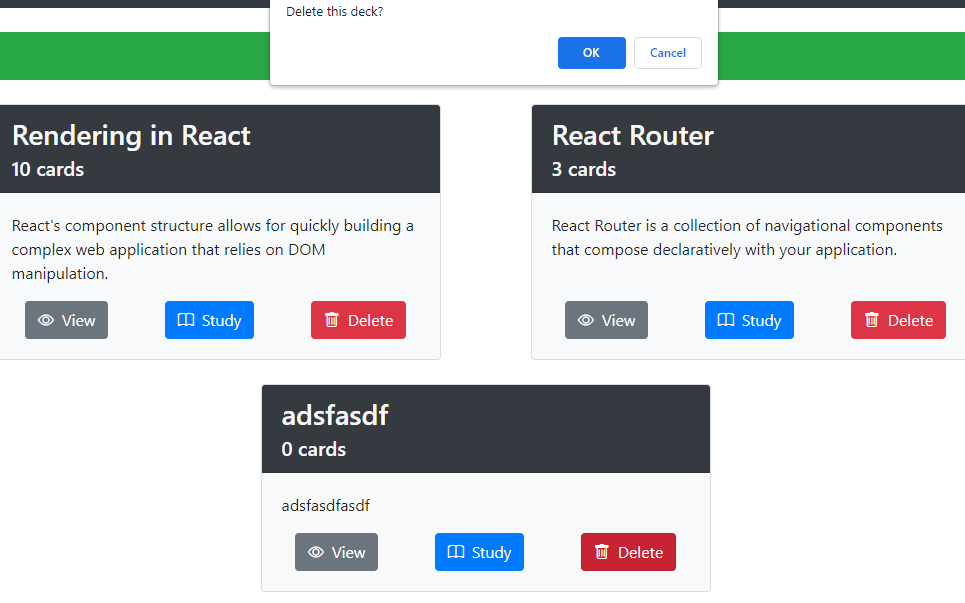 Delete this deck?
OK Cancel
Rendering in React
10 cards
React's component structure allows for quickly building a
complex web application that relies on DOM
manipulation.
View Study Delete
React Router
3 cards
React Router is a collection of navigational components
that compose declaratively with your application.
View Study Delete
adsfasdf
0 cards
adsfasdfasdf
View Study Delete